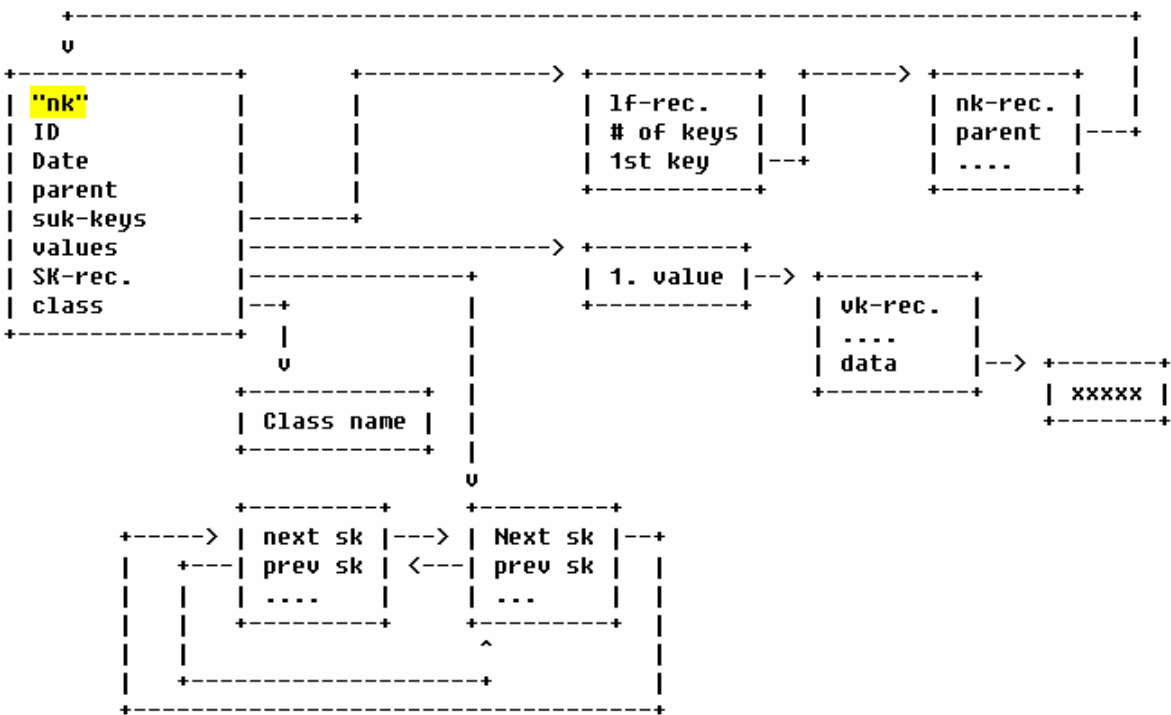 "nk"
ID
Date
parent
suk-keys
values
SK-rec.
class
lf-rec.
# of keys
1st key
nk-rec.
parent
....
1. value
vk-rec.
....
data
xxxxx
Class name
next sk
prev sk
....
Next sk
prev sk
...